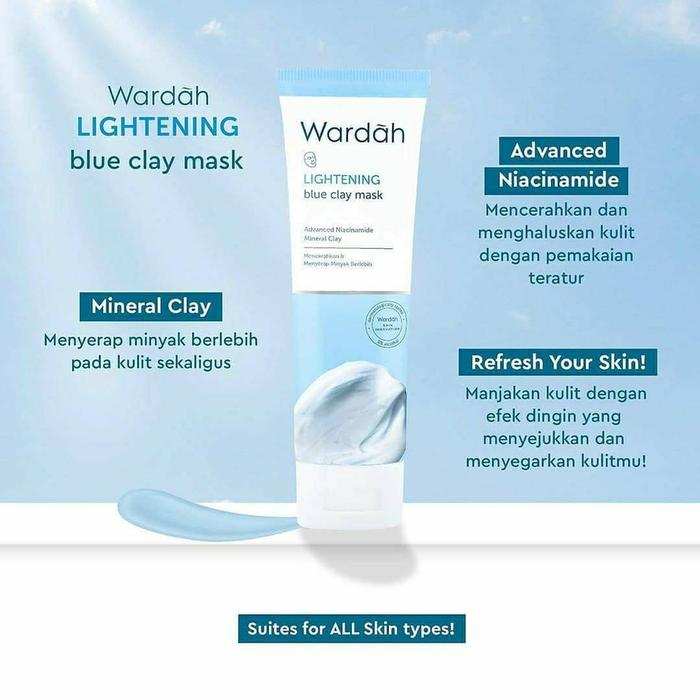 Wardah
LIGHTENING
blue clay mask
Mineral Clay
Menyerap minyak berlebih
pada kulit sekaligus
Wardah
LIGHTENING
blue clay mask
Advanced Niacinamide
Mineral Clay
Mencerahkan &
Menyerap Minyak Berlebih
Wardah
SKIN
Advanced
Niacinamide
Mencerahkan dan
menghaluskan kulit
dengan pemakaian
teratur
Refresh Your Skin!
Manjakan kulit dengan
efek dingin yang
menyejukkan dan
menyegarkan kulitmu!
Suites for ALL Skin types!